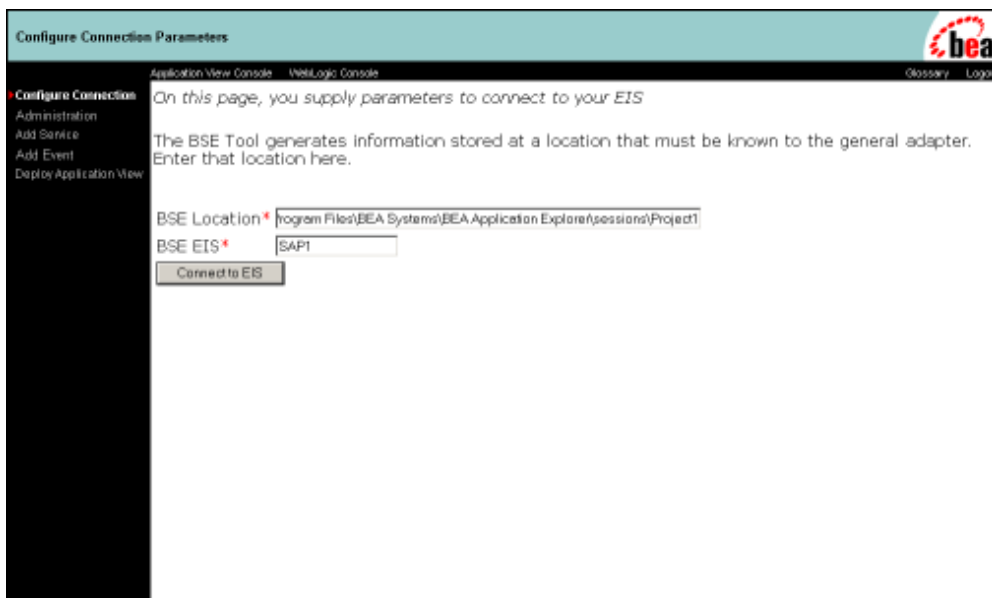 Configure Connection Parameters
bea
Application View Console WebLogic Console Glossary Logo
Configure Connection
Administration
Add Service
Add Event
Deploy Application View
On this page, you supply parameters to connect to your EIS
The BSE Tool generates information stored at a location that must be known to the general adapter.
Enter that location here.
BSE Location* rogram Files\BEA Systems\BEA Application Explorer\sessions\Project1
BSE EIS* SAP1
Connect to EIS